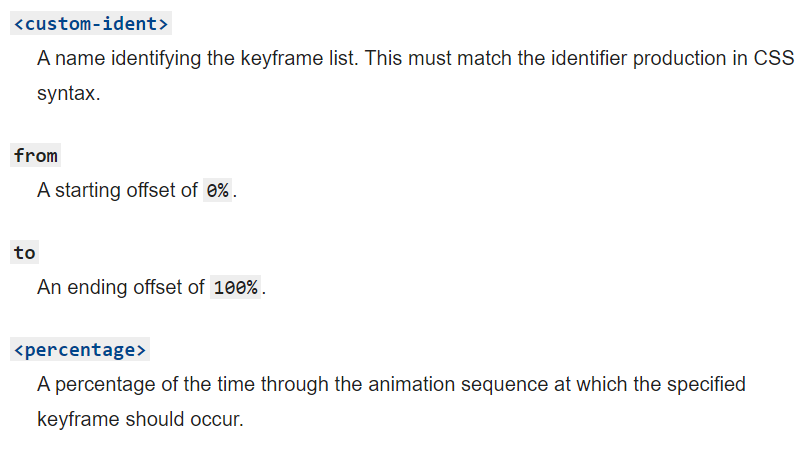 <custom-ident>
A name identifying the keyframe list. This must match the identifier production in CSS
syntax.
from
A starting offset of 0%.
to
An ending offset of 100%.
<percentage>
A percentage of the time through the animation sequence at which the specified
keyframe should occur.